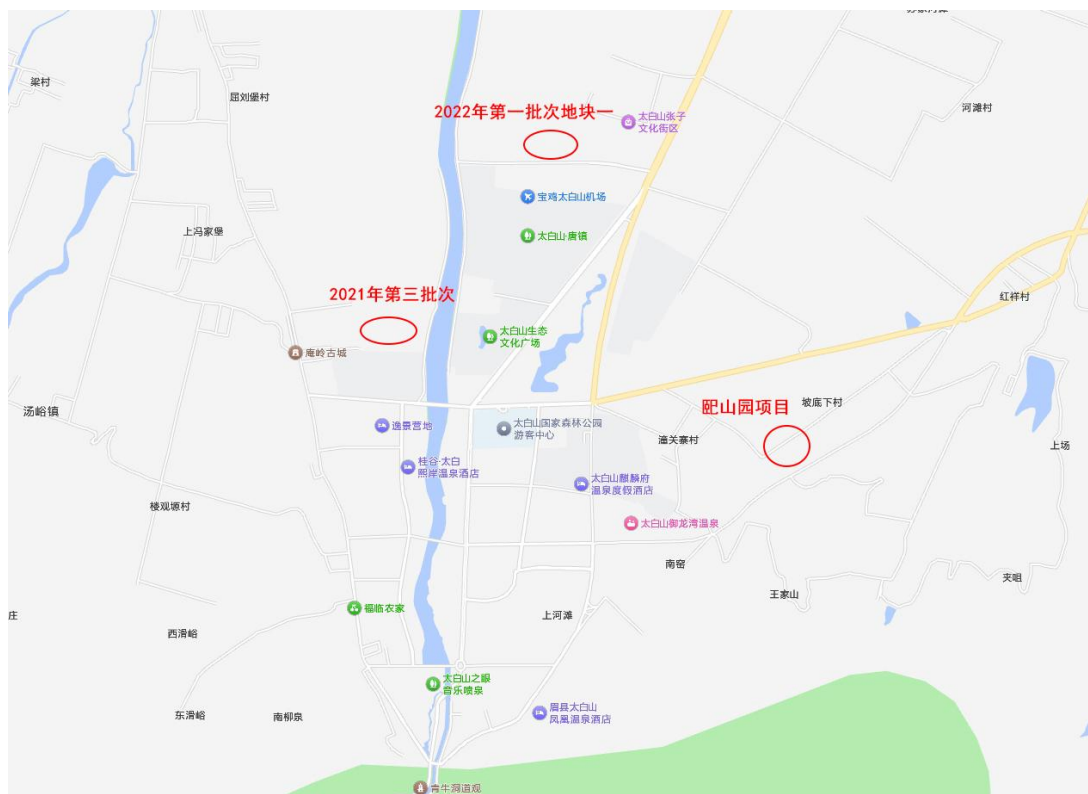 梁村
屈刘堡村
2022年第一批次地块一
太白山张子
文化街区
河滩村
宝鸡太白山机场
上冯家堡
太白山·唐镇
2021年第三批次
红祥村
太白山生态
文化广场
庵岭古城
汤峪镇
逸景营地
太白山国家森林公园
游客中心
坡底下村
潼关寨村
上场
桂谷·太白
熙岸温泉酒店
太白山麒麟府
温泉度假酒店
楼观塬村
太白山御龙湾温泉
南窑
夹咀
王家山
福临农家
上河滩
庄
西滑峪
太白山之眼
音乐喷泉
东滑峪
南柳泉
眉县太白山
凤凰温泉酒店
青牛洞道观